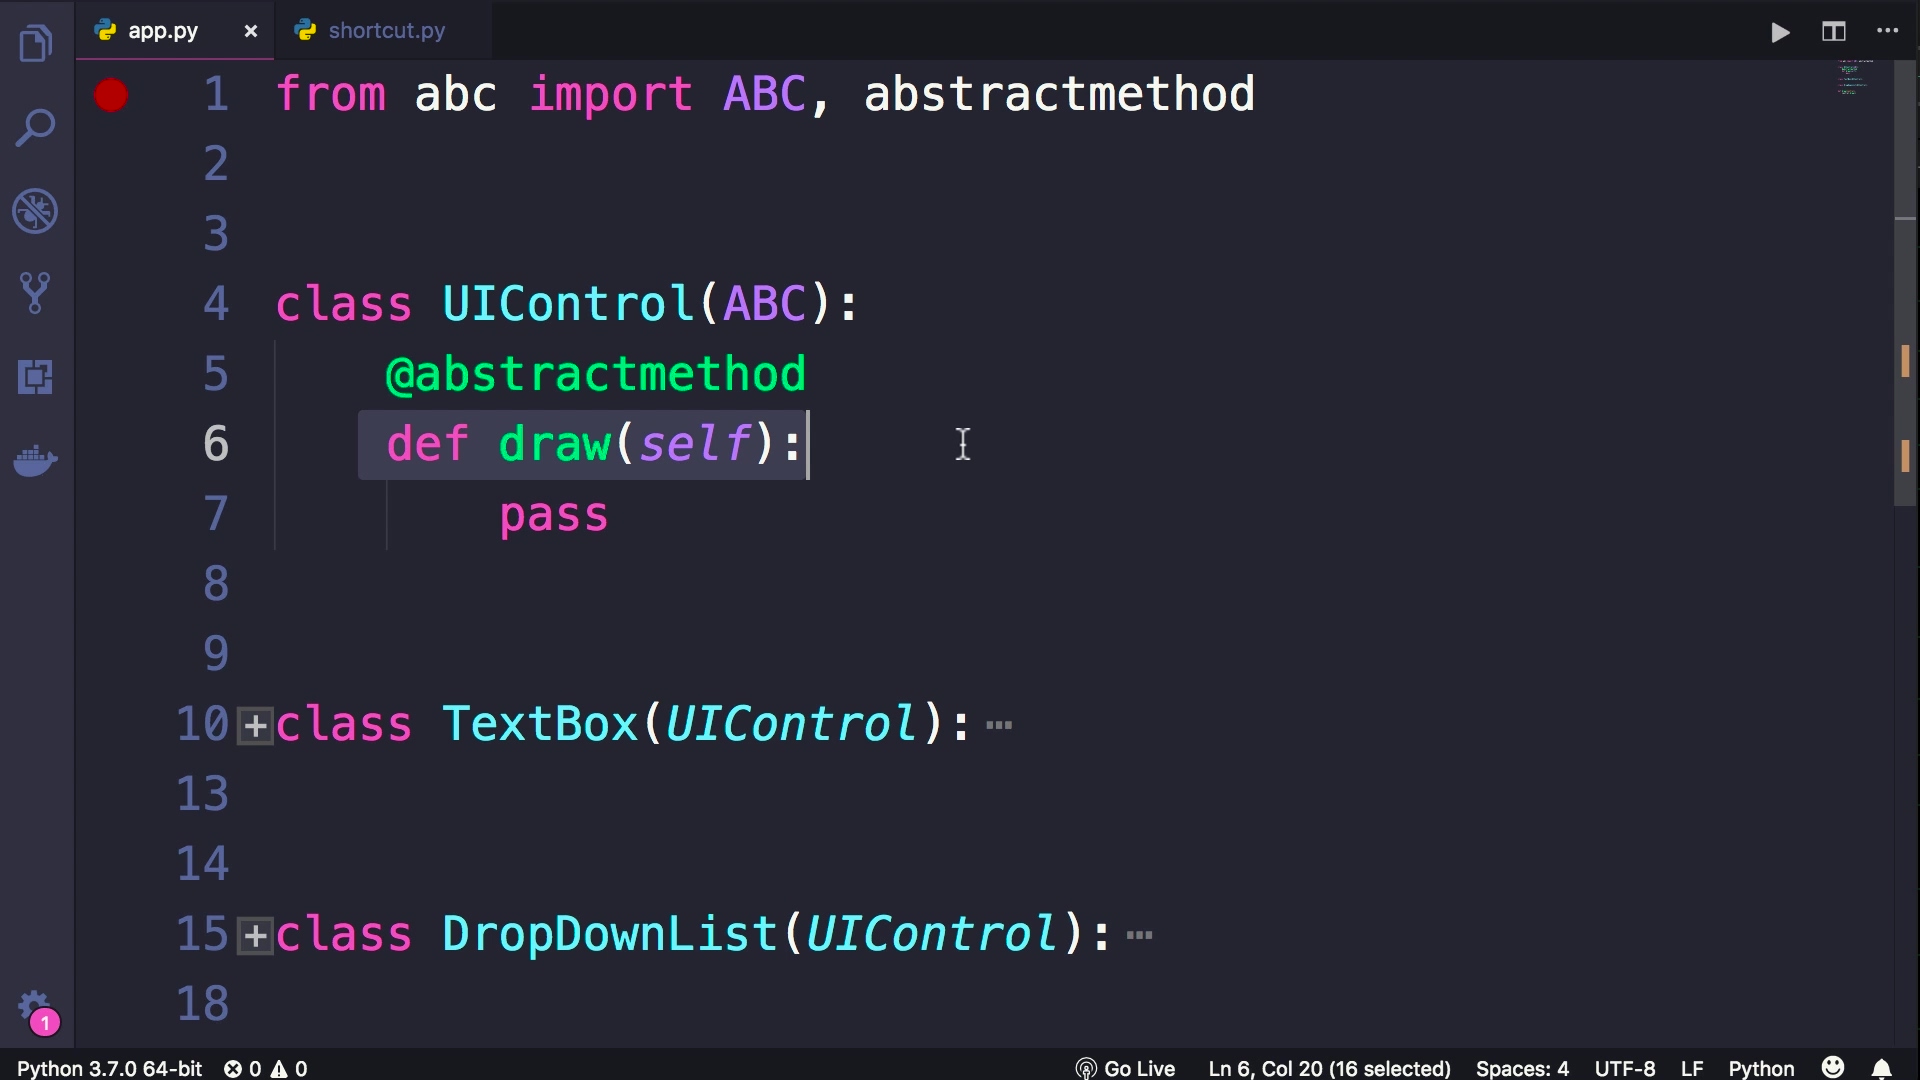 app.py × shortcut.py
1 from abc import ABC, abstractmethod
2
3
4 class UIControl(ABC):
5 @abstractmethod
6 def draw(self):
7 pass
8
9
10 class TextBox(UIControl): ⋯
13
14
15 class DropDownList(UIControl): ⋯
18
1
Python 3.7.0 64-bit 0 0 Go Live Ln 6, Col 20 (16 selected) Spaces: 4 UTF-8 LF Python